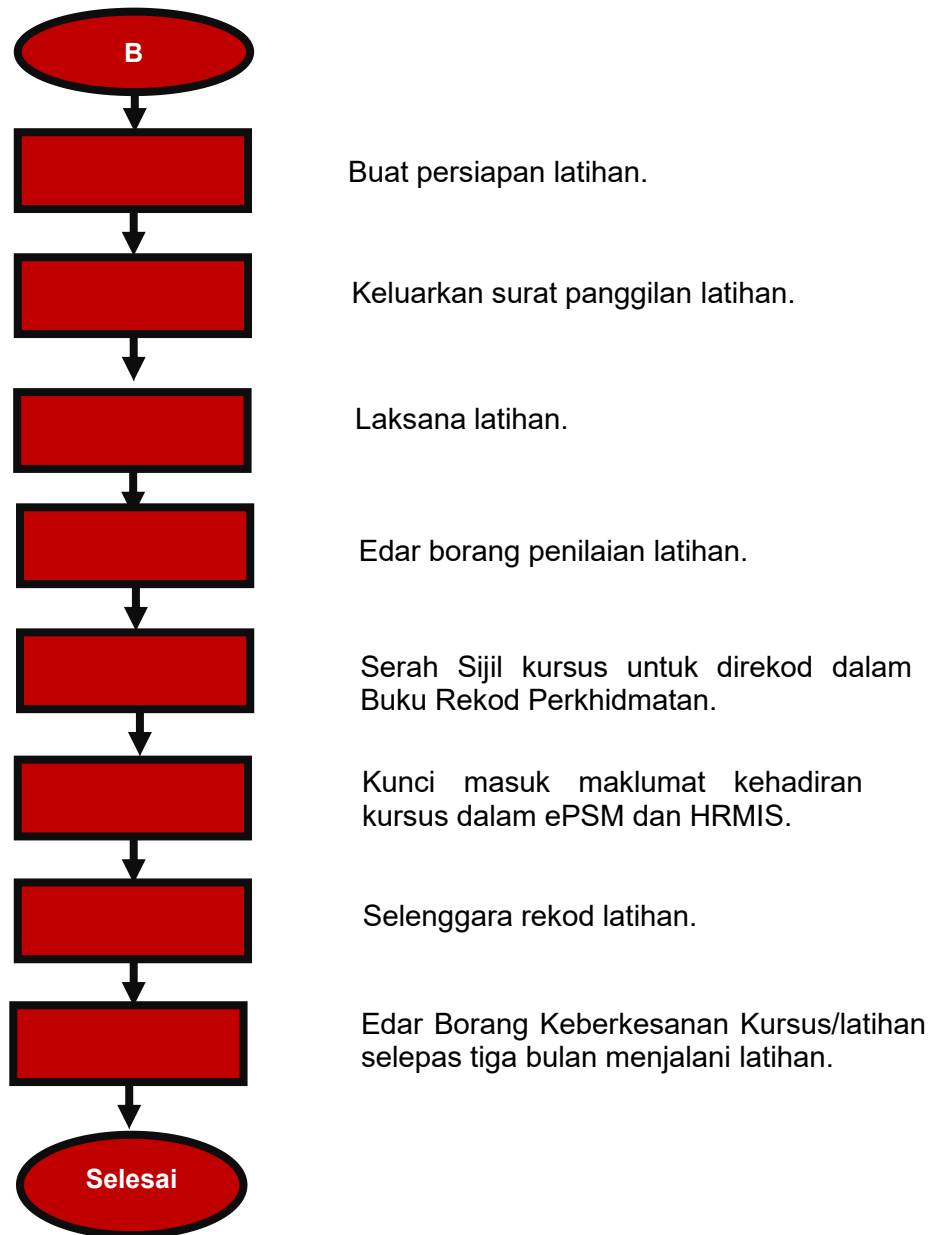 B
Buat persiapan latihan.
Keluarkan surat panggilan latihan.
Laksana latihan.
Edar borang penilaian latihan.
Serah Sijil kursus untuk direkod dalam
Buku Rekod Perkhidmatan.
Kunci masuk maklumat kehadiran
kursus dalam ePSM dan HRMIS.
Selenggara rekod latihan.
Edar Borang Keberkesanan Kursus/latihan
selepas tiga bulan menjalani latihan.
Selesai